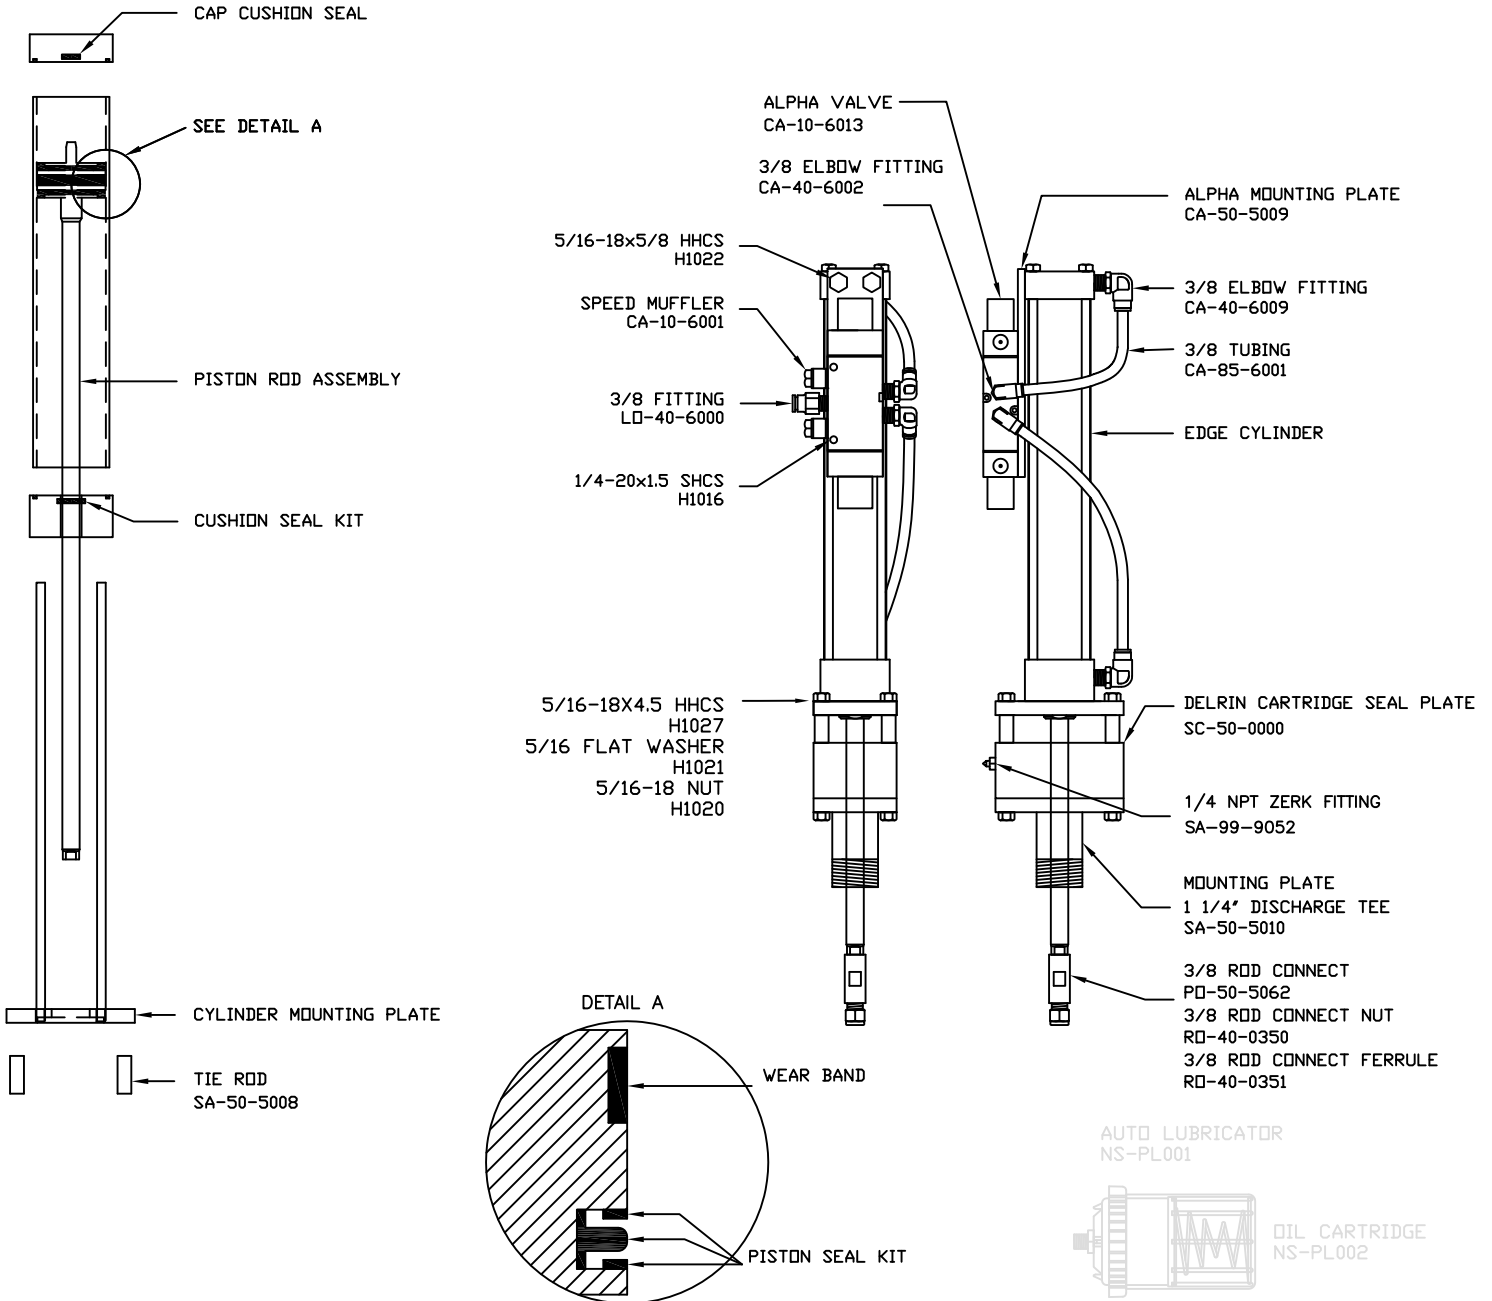 CAP CUSHION SEAL
SEE DETAIL A
PISTON ROD ASSEMBLY
CUSHION SEAL KIT
CYLINDER MOUNTING PLATE
TIE ROD
SA-50-5008
ALPHA VALVE
CA-10-6013
3/8 ELBOW FITTING
CA-40-6002
5/16-18x5/8 HHCS
H1022
SPEED MUFFLER
CA-10-6001
3/8 FITTING
LO-40-6000
1/4-20x1.5 SHCS
H1016
5/16-18X4.5 HHCS
H1027
5/16 FLAT WASHER
H1021
5/16-18 NUT
H1020
ALPHA MOUNTING PLATE
CA-50-5009
3/8 ELBOW FITTING
CA-40-6009
3/8 TUBING
CA-85-6001
EDGE CYLINDER
DELRIN CARTRIDGE SEAL PLATE
SC-50-0000
1/4 NPT ZERK FITTING
SA-99-9052
MOUNTING PLATE
1 1/4" DISCHARGE TEE
SA-50-5010
3/8 ROD CONNECT
PO-50-5062
3/8 ROD CONNECT NUT
RO-40-0350
3/8 ROD CONNECT FERRULE
RO-40-0351
DETAIL A
WEAR BAND
PISTON SEAL KIT
AUTO LUBRICATOR
NS-PL001
OIL CARTRIDGE
NS-PL002